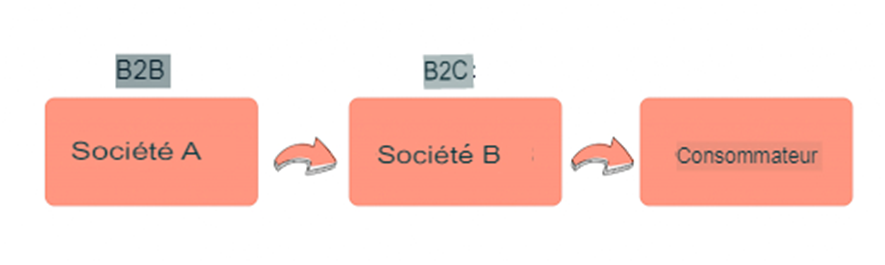 B2B
B2C:
Société A
Société B
Consommateur